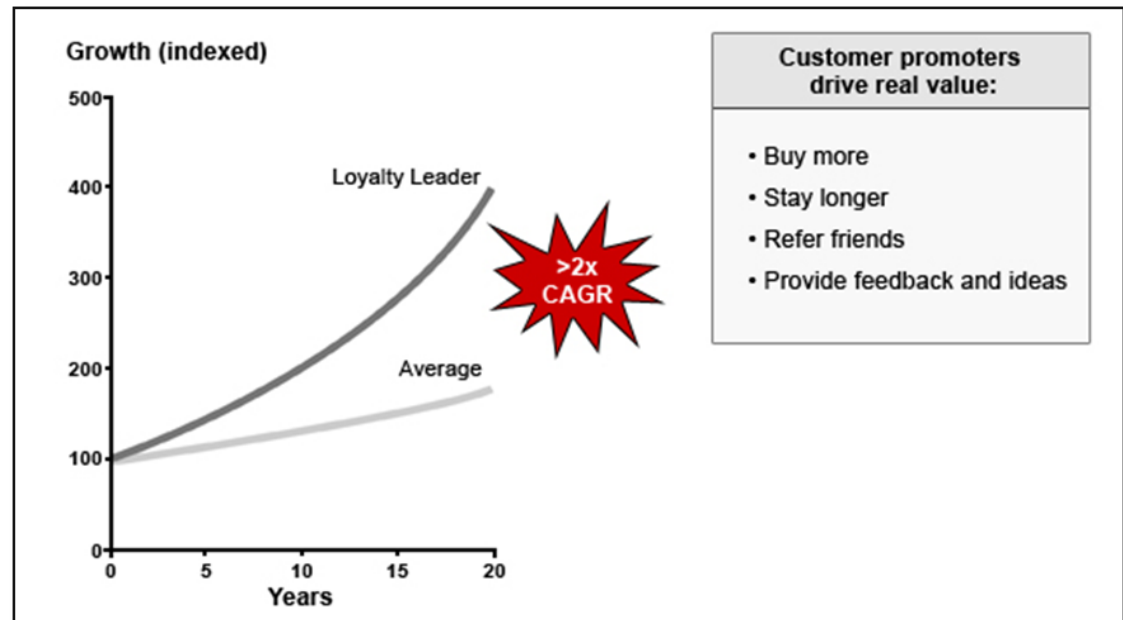 Growth (indexed)
500
400
300
200
100
0
0 5 10 15 20
Years
Loyalty Leader
Average
>2x
CAGR
Customer promoters
drive real value:
• Buy more
• Stay longer
• Refer friends
• Provide feedback and ideas